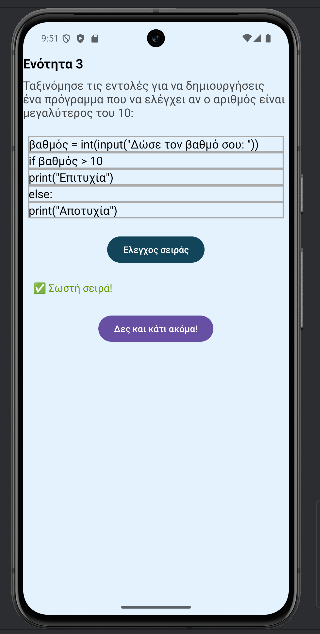 9:51
Ενότητα 3
Ταξινόμησε τις εντολές για να δημιουργήσεις
ένα πρόγραμμα που να ελέγχει αν ο αριθμός είναι
μεγαλύτερος του 10:
βαθμός = int(input("Δώσε τον βαθμό σου: "))
if βαθμός > 10
print("Επιτυχία")
else:
print("Αποτυχία")
Έλεγχος σειράς
✅ Σωστή σειρά!
Δες και κάτι ακόμα!